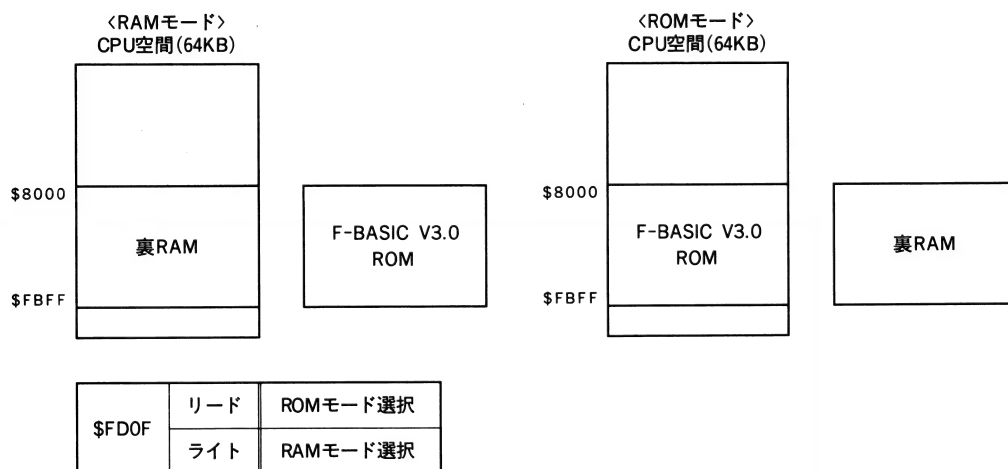 〈RAMモード〉
CPU空間(64KB)
$8000
裏RAM
$FBFF
F-BASIC V3.0
ROM
〈ROMモード〉
CPU空間(64KB)
$8000
F-BASIC V3.0
ROM
$FBFF
裏RAM
$FD0F
リード
ROMモード選択
ライト
RAMモード選択